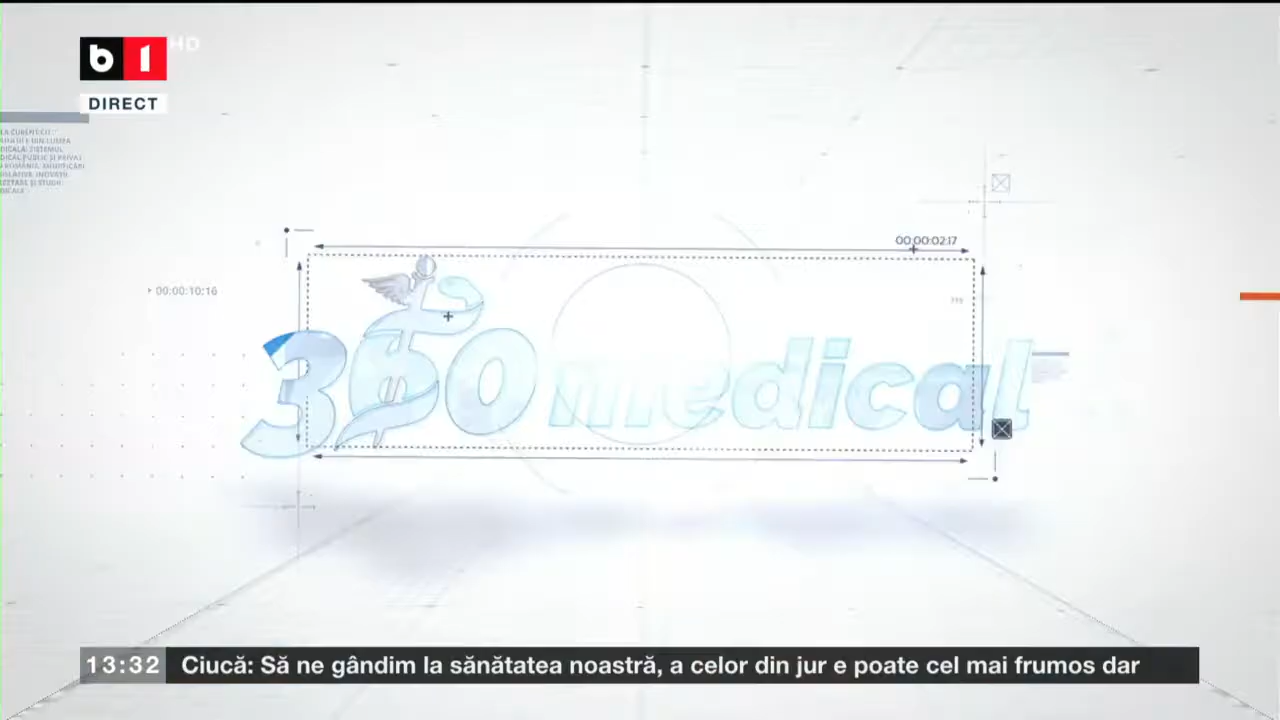 b1 HD
DIRECT
00:00:02:17
00:00:10:16
360 medical
13:32 Ciucă: Să ne gândim la sănătatea noastră, a celor din jur e poate cel mai frumos dar